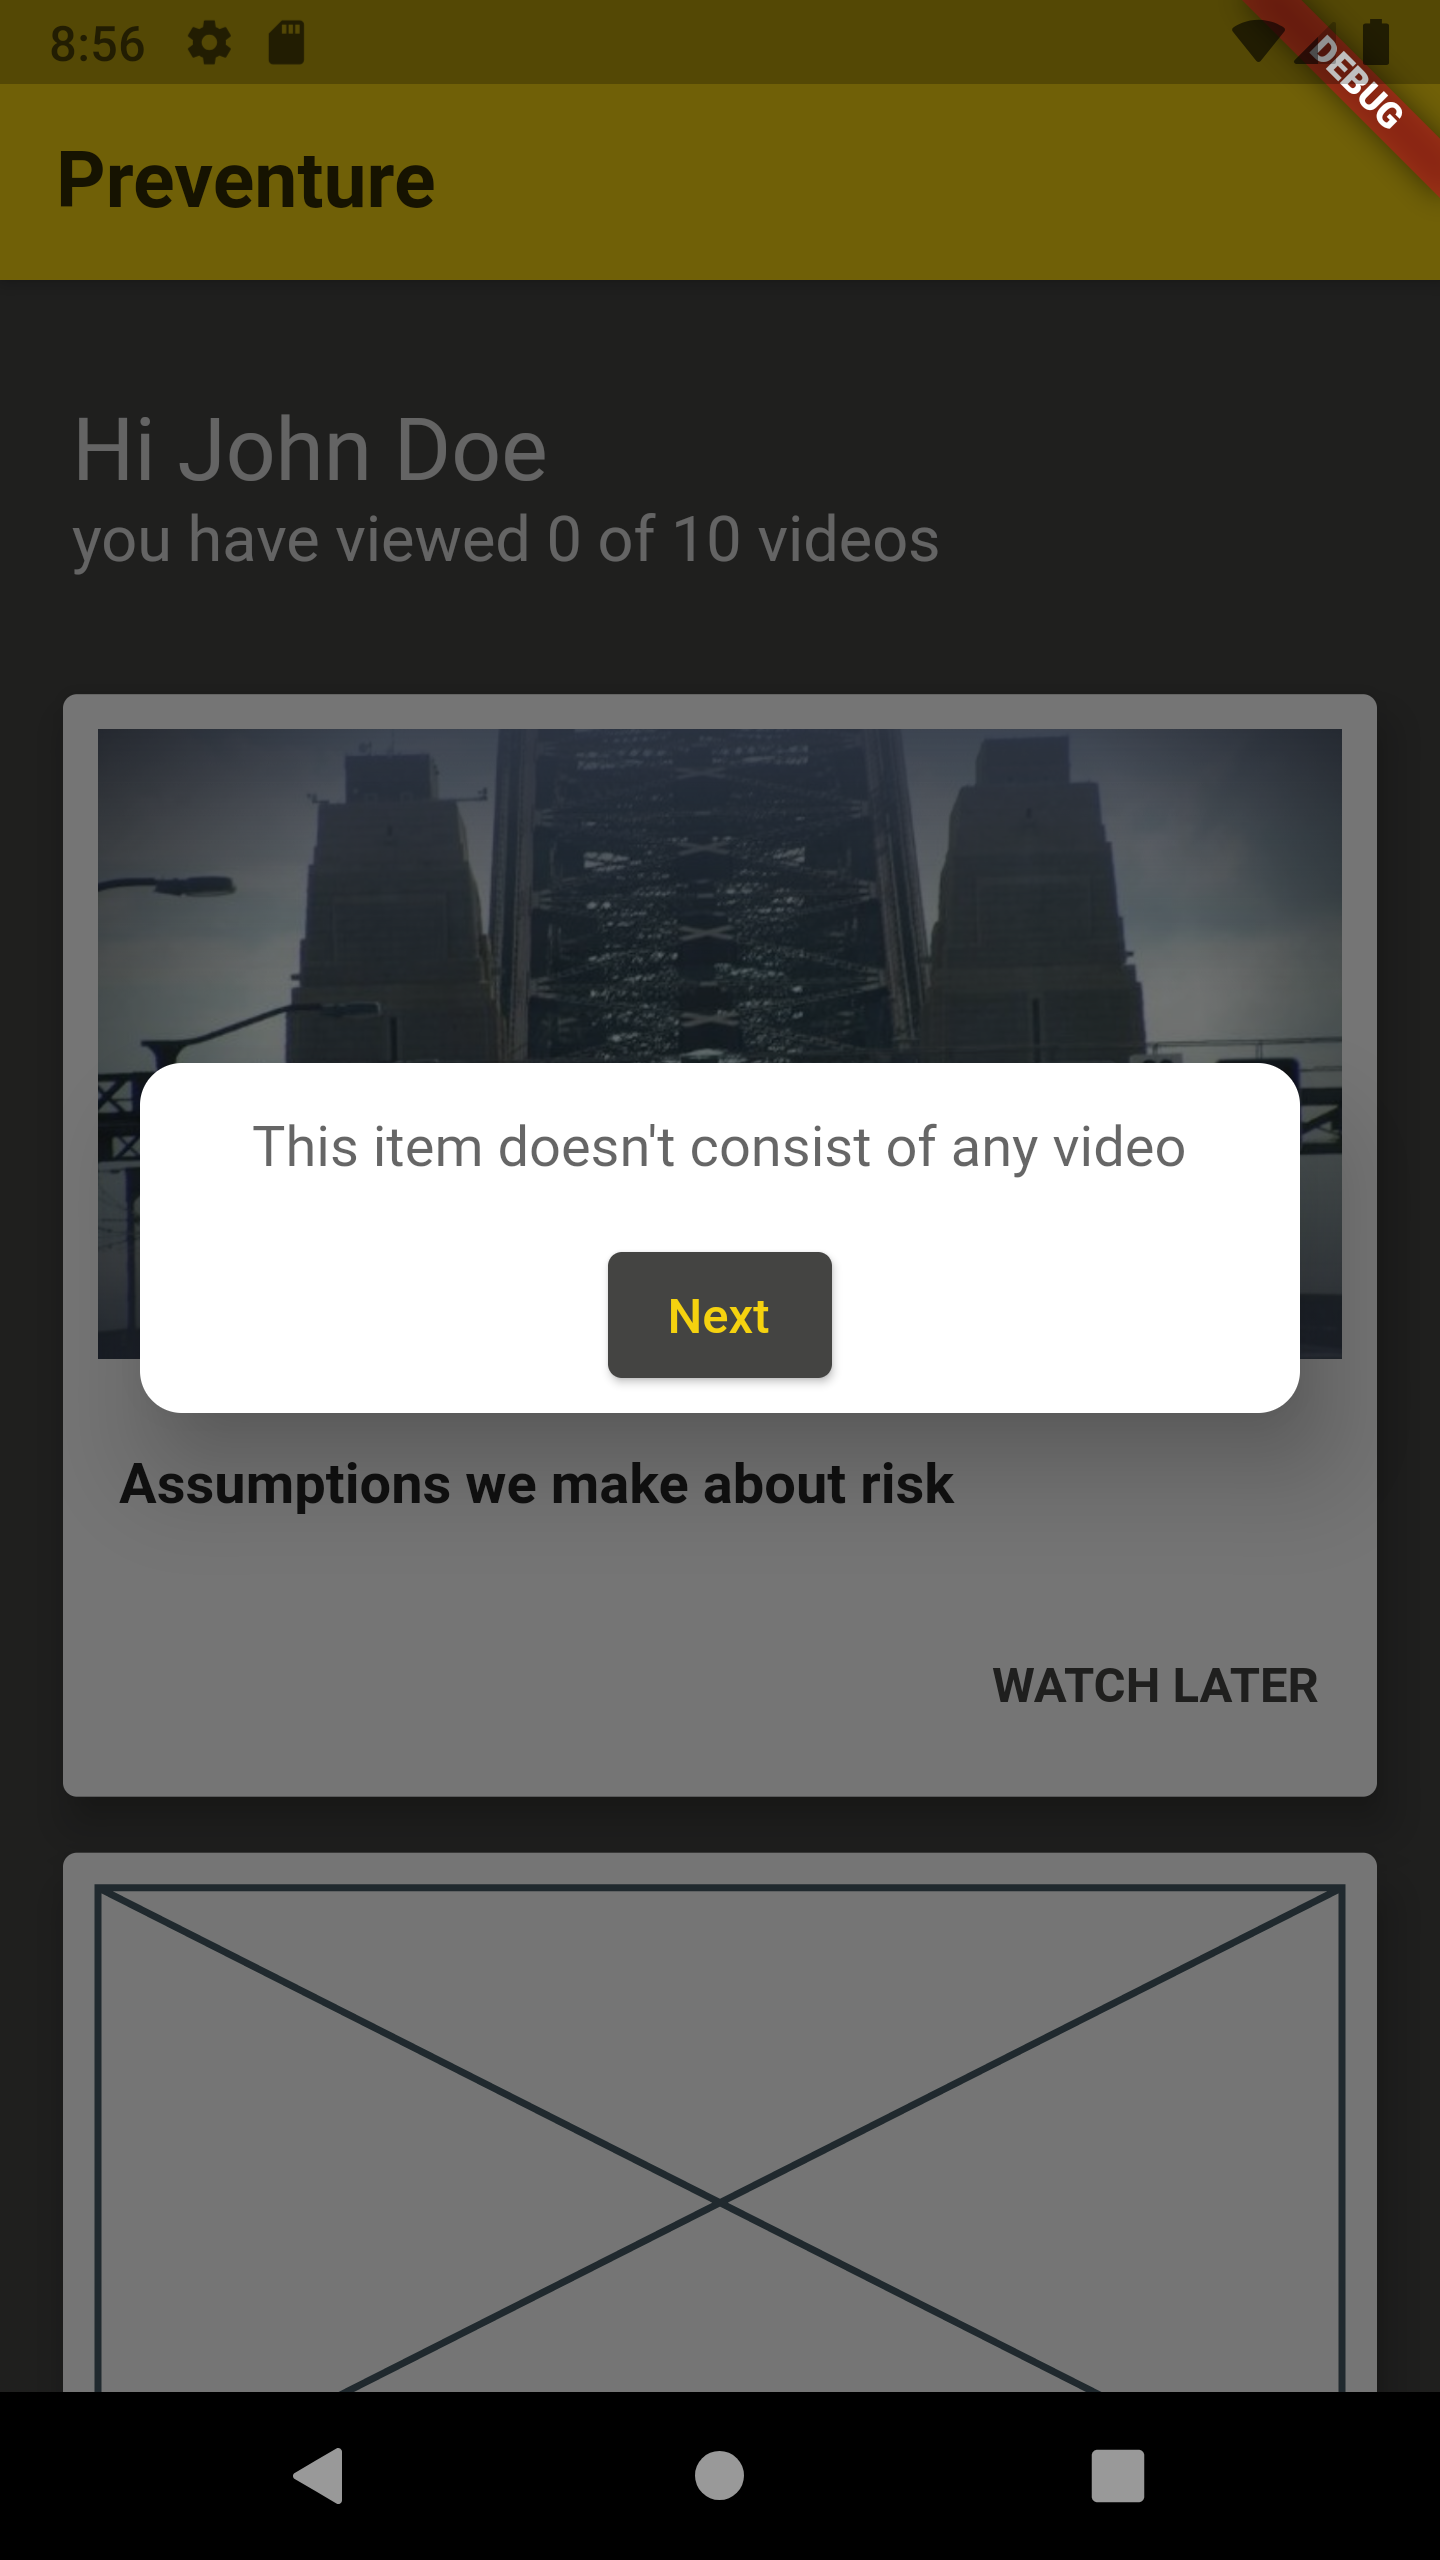 8:56
DEBUG
Preventure
Hi John Doe
you have viewed 0 of 10 videos
This item doesn't consist of any video
Next
Assumptions we make about risk
WATCH LATER